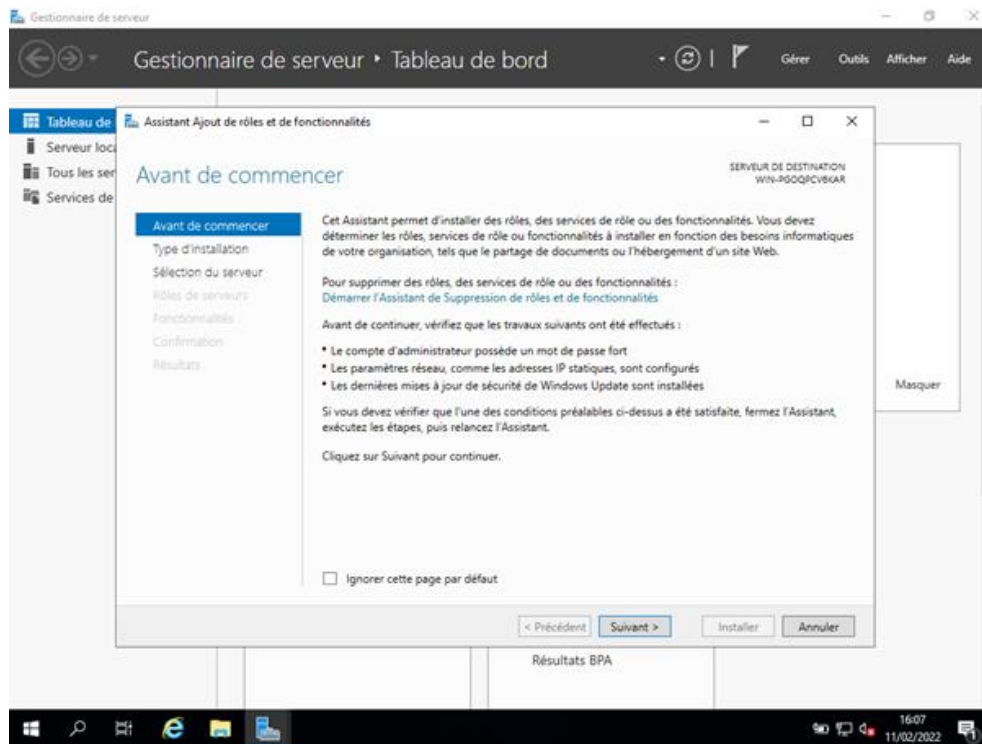 Gestionnaire de serveur
Gestionnaire de serveur ‣ Tableau de bord
Gérer Outils Afficher Aide
Tableau de
Serveur loca
Tous les ser
Services de
Assistant Ajout de rôles et de fonctionnalités
Avant de commencer
SERVEUR DE DESTINATION
WIN-PGOQPCV6KAR
Avant de commencer
Type d'installation
Sélection du serveur
Rôles de serveurs
Fonctionnalités
Confirmation
Résultats
Cet Assistant permet d'installer des rôles, des services de rôle ou des fonctionnalités. Vous devez
déterminer les rôles, services de rôle ou fonctionnalités à installer en fonction des besoins informatiques
de votre organisation, tels que le partage de documents ou l'hébergement d'un site Web.
Pour supprimer des rôles, des services de rôle ou des fonctionnalités :
Démarrer l'Assistant de Suppression de rôles et de fonctionnalités
Avant de continuer, vérifiez que les travaux suivants ont été effectués :
• Le compte d'administrateur possède un mot de passe fort
• Les paramètres réseau, comme les adresses IP statiques, sont configurés
• Les dernières mises à jour de sécurité de Windows Update sont installées
Si vous devez vérifier que l'une des conditions préalables ci-dessus a été satisfaite, fermez l'Assistant,
exécutez les étapes, puis relancez l'Assistant.
Cliquez sur Suivant pour continuer.
Ignorer cette page par défaut
< Précédent Suivant > Installer Annuler
Masquer
Résultats BPA
16:07
11/02/2022